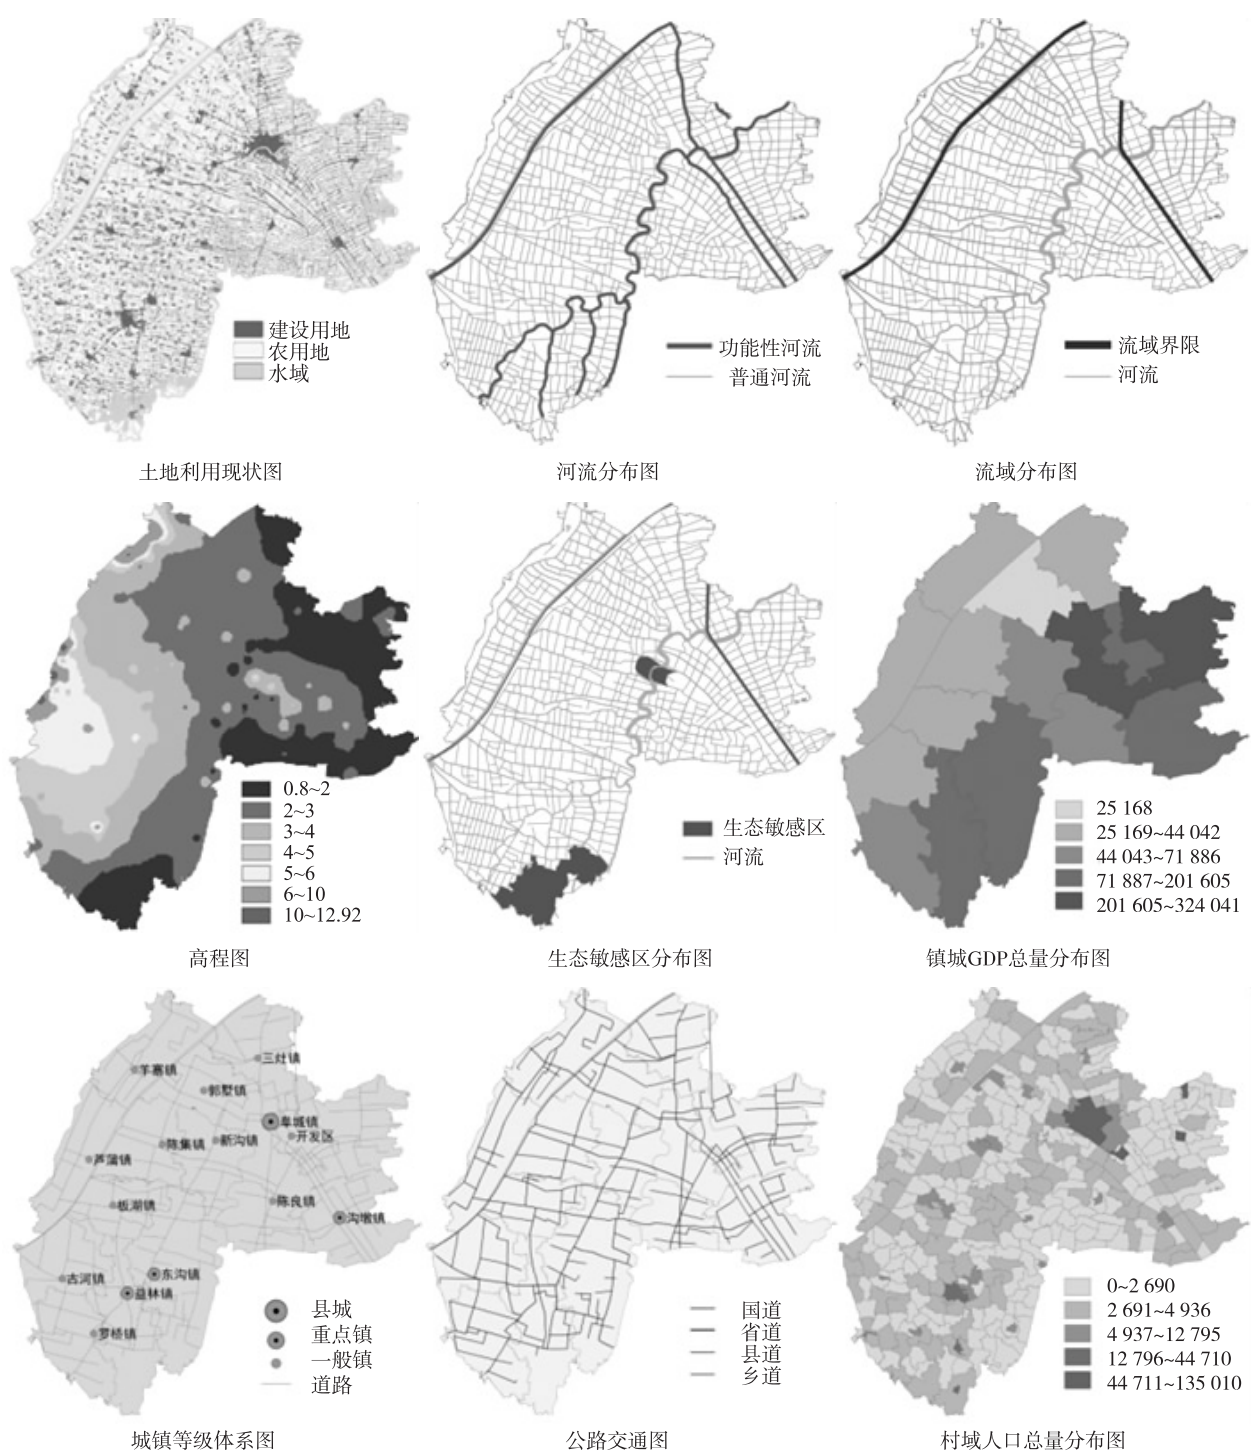 建设用地
农用地
水域
功能性河流
普通河流
流域界限
河流
土地利用现状图
河流分布图
流域分布图
0.8~2
2~3
3~4
4~5
5~6
6~10
10~12.92
生态敏感区
河流
25 168
25 169~44 042
44 043~71 886
71 887~201 605
201 605~324 041
高程图
生态敏感区分布图
镇域GDP总量分布图
三灶镇
羊寨镇
郭墅镇
阜城镇
开发区
陈集镇
新沟镇
芦蒲镇
板湖镇
陈良镇
沟墩镇
古河镇
东沟镇
益林镇
罗桥镇
县城
重点镇
一般镇
道路
国道
省道
县道
乡道
0~2 690
2 691~4 936
4 937~12 795
12 796~44 710
44 711~135 010
城镇等级体系图
公路交通图
村域人口总量分布图